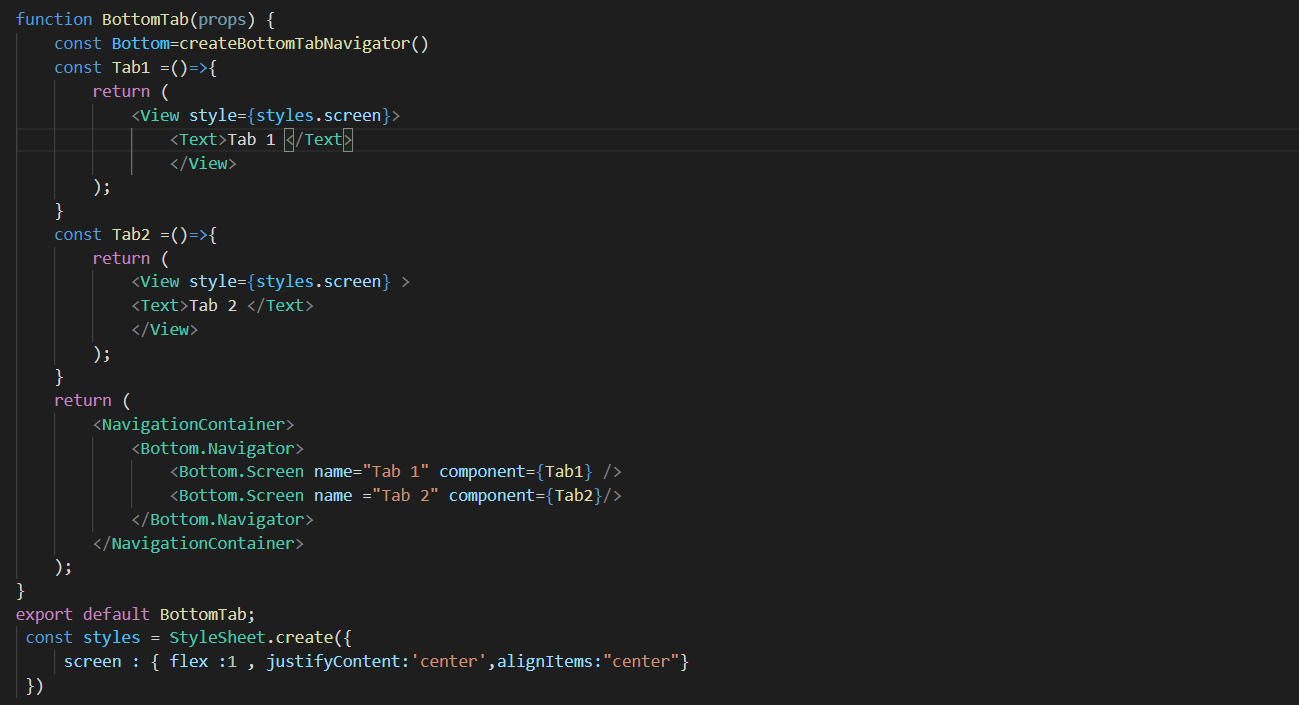 function BottomTab(props) {
    const Bottom=createBottomTabNavigator()
    const Tab1 =()=>{
        return (
            <View style={styles.screen}>
                <Text>Tab 1 </Text>
                </View>
        );
    }
    const Tab2 =()=>{
        return (
            <View style={styles.screen} >
            <Text>Tab 2 </Text>
            </View>
        );
    }
    return (
        <NavigationContainer>
            <Bottom.Navigator>
                <Bottom.Screen name="Tab 1" component={Tab1} />
                <Bottom.Screen name ="Tab 2" component={Tab2}/>
            </Bottom.Navigator>
        </NavigationContainer>
    );
}
export default BottomTab;
 const styles = StyleSheet.create({
     screen : { flex :1 , justifyContent:'center',alignItems:"center"}
 })